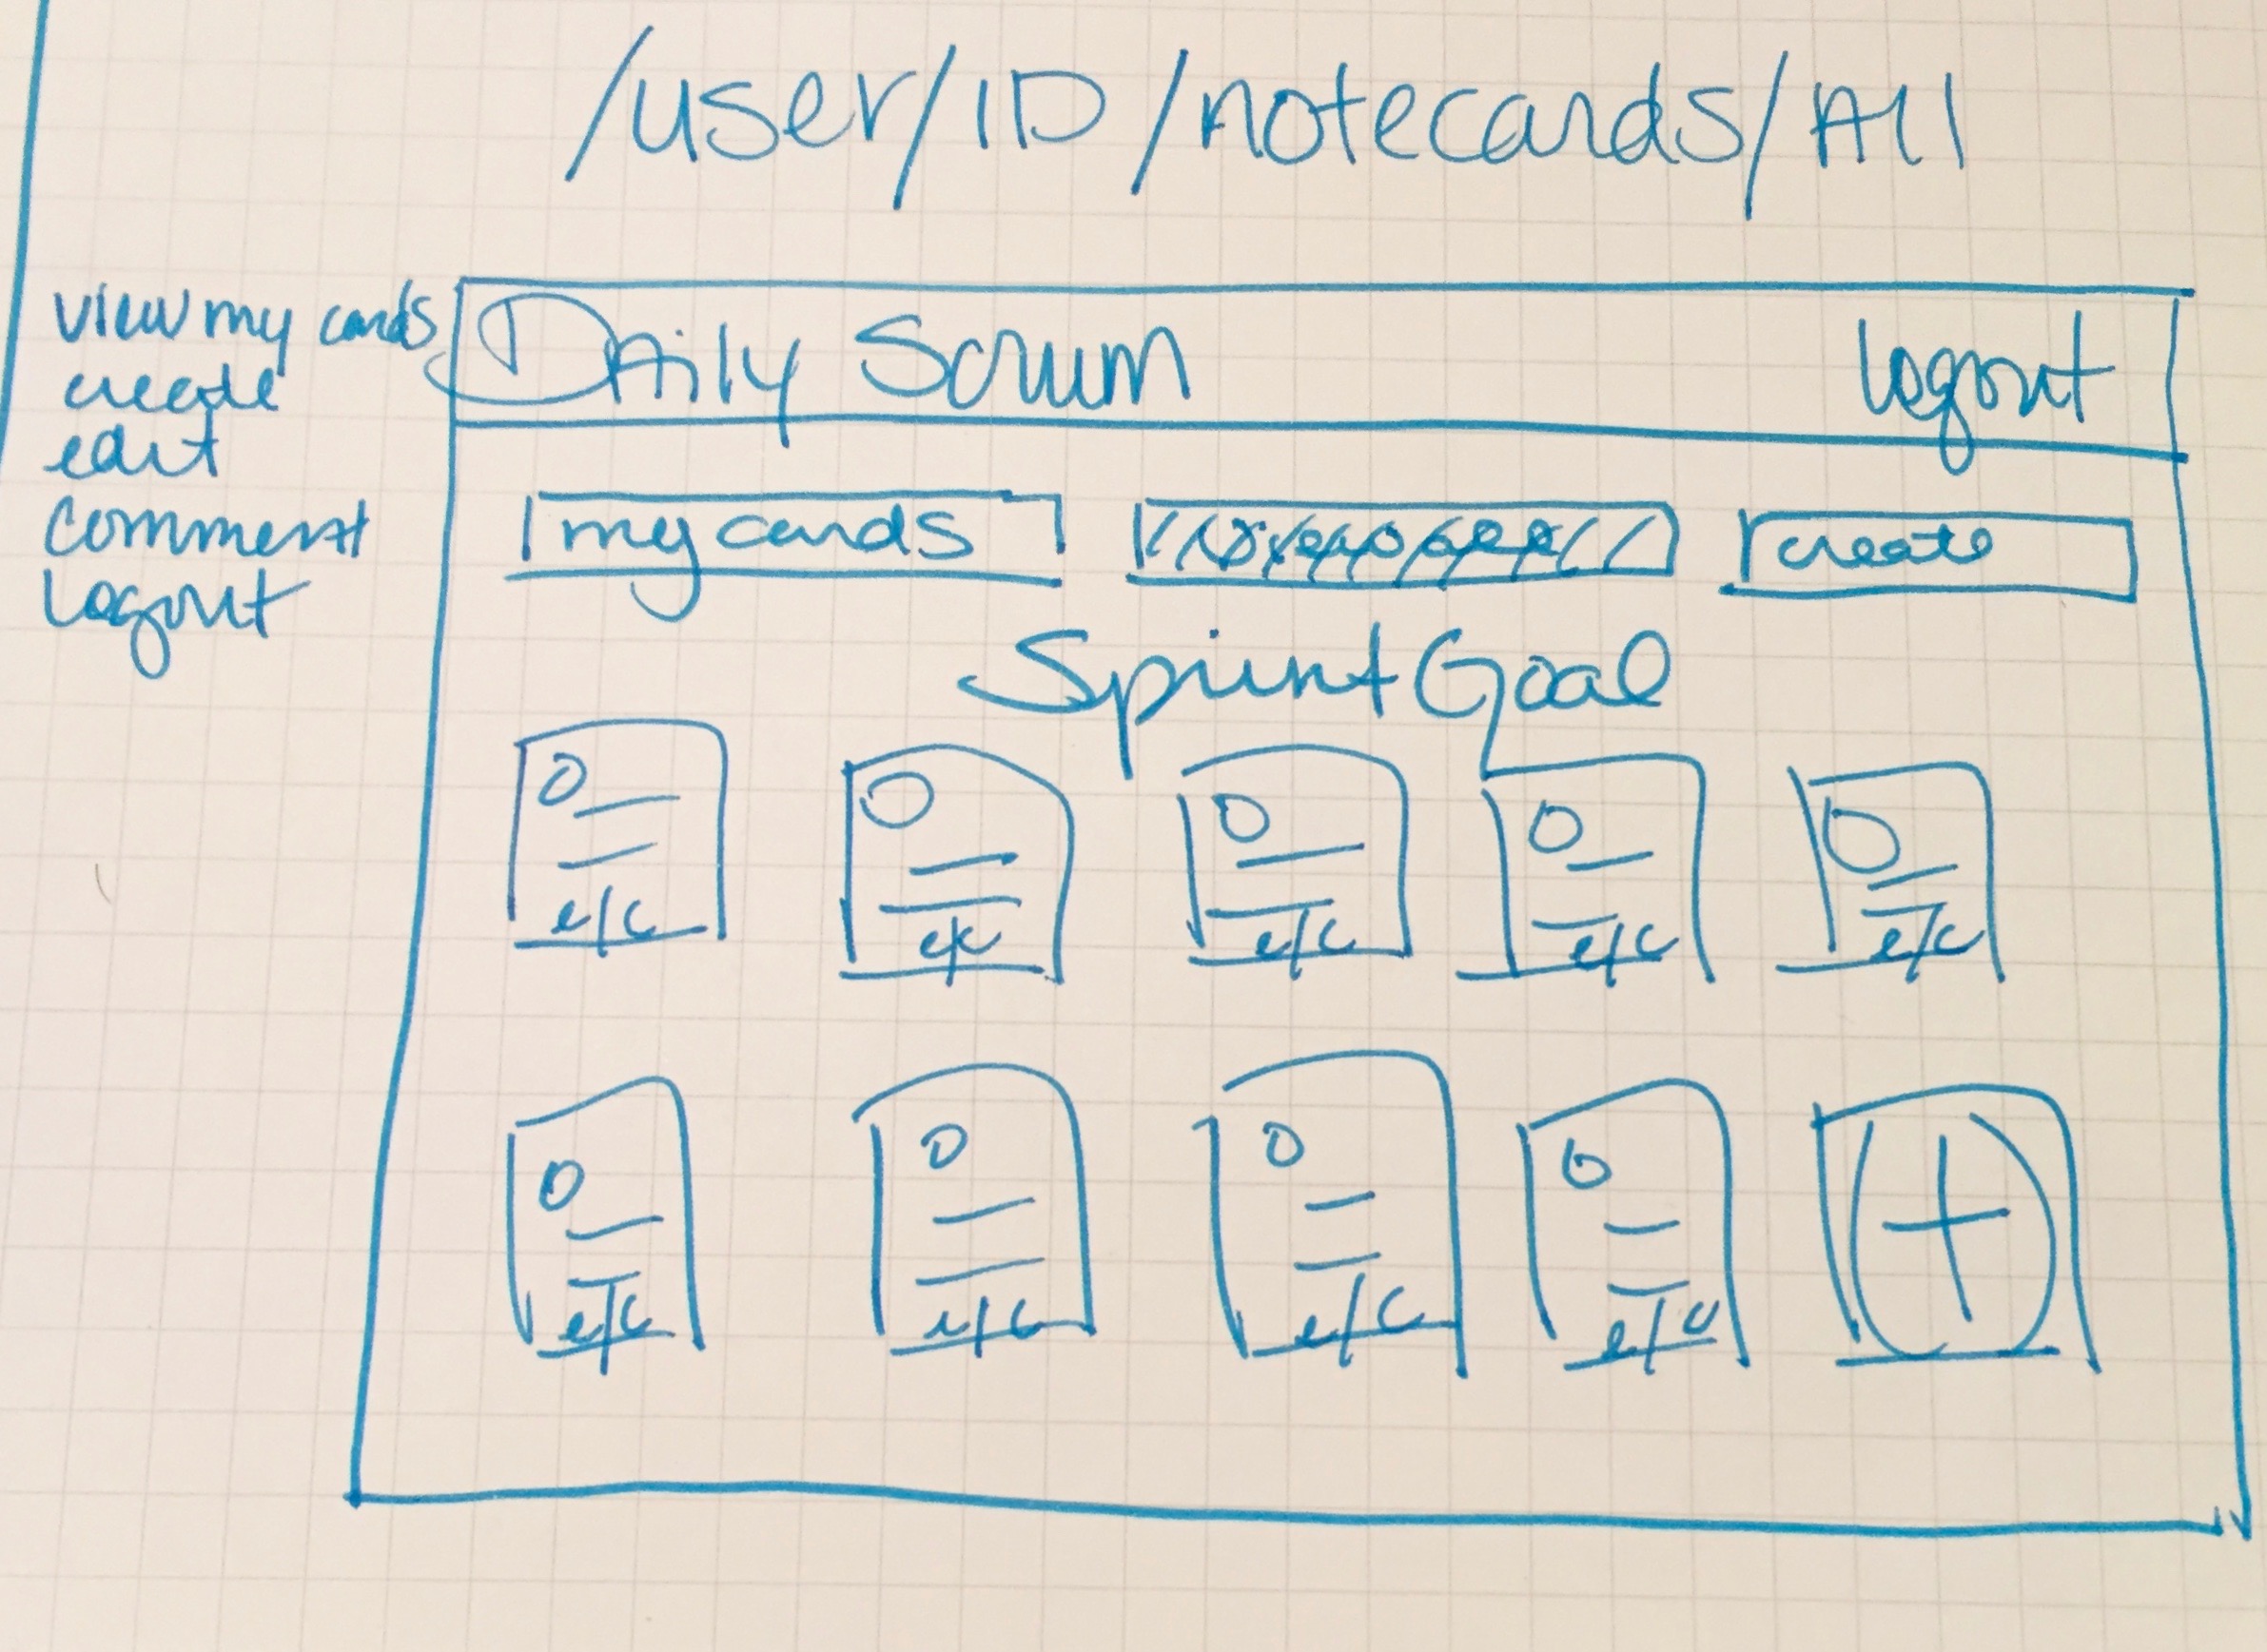 /user/ID/notecards/All
view my cards
create
edit
comment
logout
Daily Scrum logout
my cards create
Sprint Goal
e/c e/c e/c e/c e/c
e/c e/c e/c e/c +